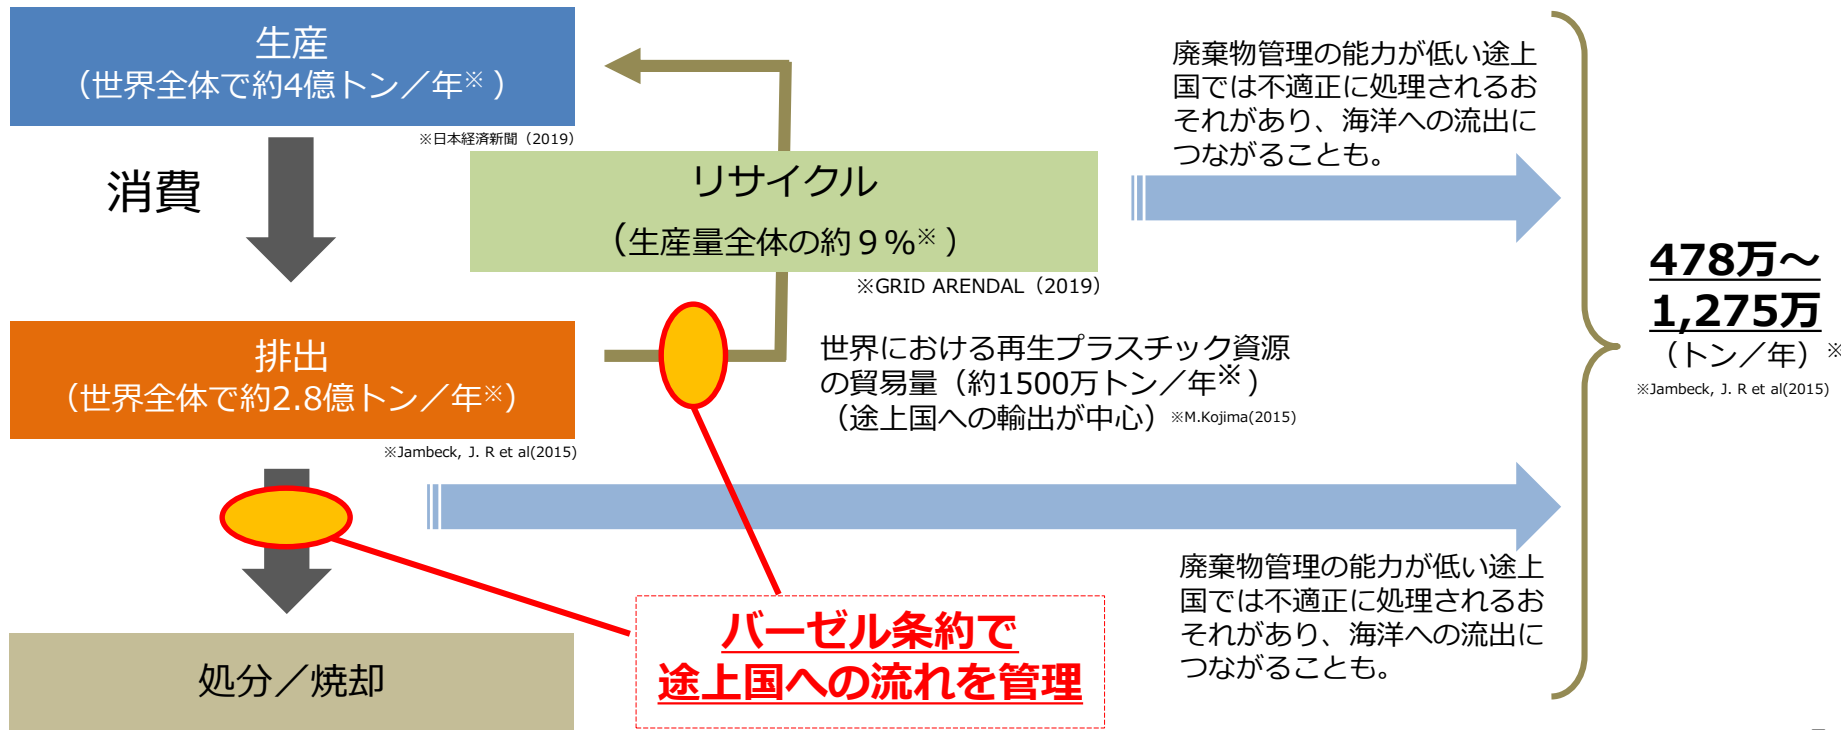 生産
（世界全体で約4億トン／年※ ）
※日本経済新聞（2019）
消費
リサイクル
（生産量全体の約９%※ ）
※GRID ARENDAL（2019）
排出
（世界全体で約2.8億トン／年※）
※Jambeck, J. R et al(2015)
世界における再生プラスチック資源
の貿易量（約1500万トン／年※）
（途上国への輸出が中心）※M.Kojima(2015)
処分／焼却
バーゼル条約で
途上国への流れを管理
廃棄物管理の能力が低い途上
国では不適正に処理されるお
それがあり、海洋への流出に
つながることも。
廃棄物管理の能力が低い途上
国では不適正に処理されるお
それがあり、海洋への流出に
つながることも。
478万～
1,275万
（トン／年）※
※Jambeck, J. R et al(2015)